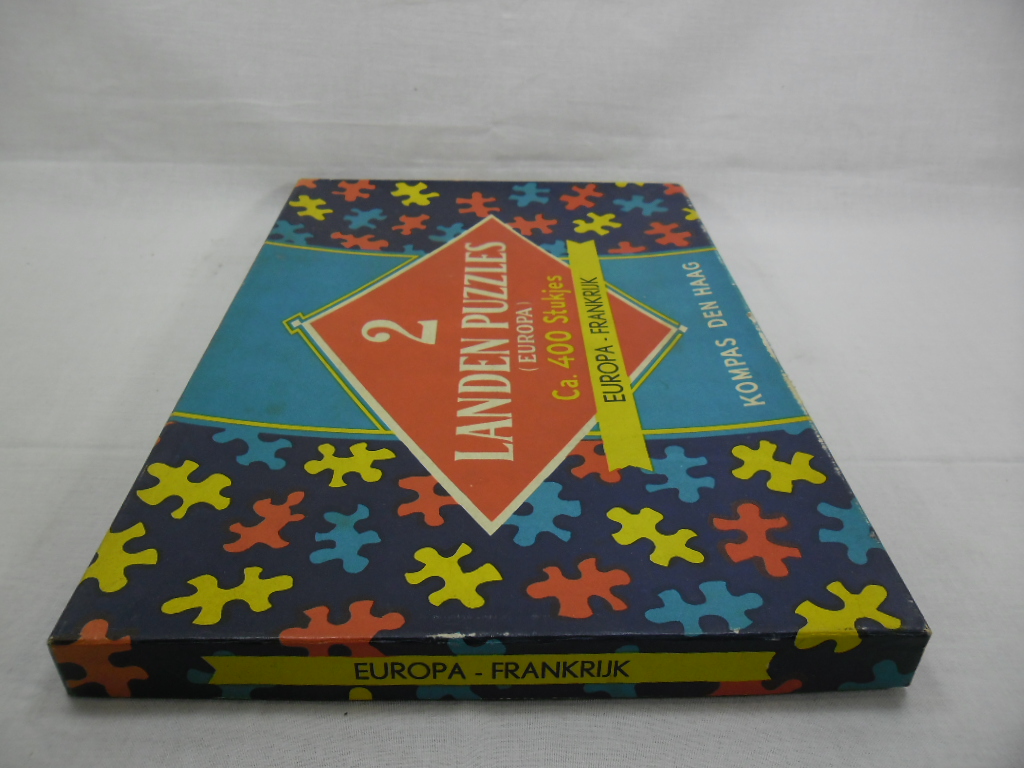 2
LANDEN PUZZLES
(EUROPA)
Ca. 400 Stukjes
EUROPA - FRANKRIJK
KOMPAS DEN HAAG
EUROPA - FRANKRIJK